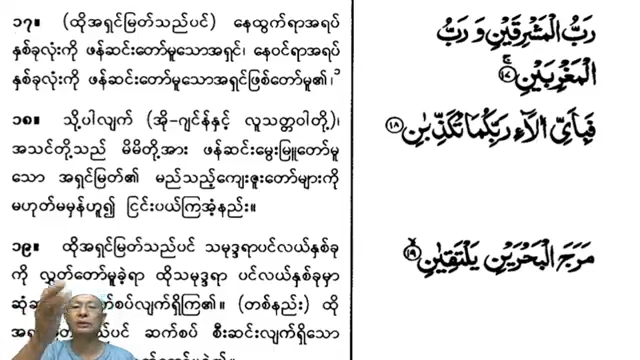 ၁၇။ (ထိုအရှင်မြတ်သည်ပင်) နေထွက်ရာအရပ်
နှစ်ခုလုံးကို ဖန်ဆင်းတော်မူသောအရှင်၊ နေဝင်ရာအရပ်
နှစ်ခုလုံးကို ဖန်ဆင်းတော်မူသောအရှင်ဖြစ်တော်မူ၏၊
၁၈။ သို့ပါလျက် (အို-ဂျင်န်နှင့် လူသတ္တဝါတို့)၊
အသင်တို့သည် မိမိတို့အား ဖန်ဆင်းမွေးမြူတော်မူ
သော အရှင်မြတ်၏ မည်သည့်ကျေးဇူးတော်များကို
မဟုတ်မမှန်ဟူ၍ ငြင်းပယ်ကြအံ့နည်း။
၁၉။ ထိုအရှင်မြတ်သည်ပင် သမုဒ္ဒရာပင်လယ်နှစ်ခု
ကို လွှတ်တော်မူခဲ့ရာ ထိုသမုဒ္ဒရာ ပင်လယ်နှစ်ခုမှာ
လျက်ရှိကြ၏။ (တစ်နည်း) ထို
ဆက်စပ် စီးဆင်းလျက်ရှိသော
رَبُّ الْمَشْرِقَيْنِ وَرَبُّ
الْمَغْرِبَيْنِ ۚ ١٧
فَبِأَيِّ آلَاءِ رَبِّكُمَا تُكَذِّبٰنِ ١٨
مَرَجَ الْبَحْرَيْنِ يَلْتَقِيٰنِ ١٩